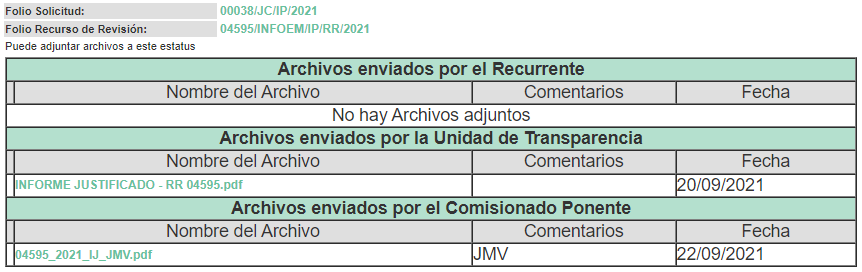 Folio Solicitud: 00038/JC/IP/2021
Folio Recurso de Revisión: 04595/INFOEM/IP/RR/2021
Puede adjuntar archivos a este estatus
Archivos enviados por el Recurrente
Nombre del Archivo Comentarios Fecha
No hay Archivos adjuntos
Archivos enviados por la Unidad de Transparencia
Nombre del Archivo Comentarios Fecha
INFORME JUSTIFICADO - RR 04595.pdf 20/09/2021
Archivos enviados por el Comisionado Ponente
Nombre del Archivo Comentarios Fecha
04595_2021_IJ_JMV.pdf JMV 22/09/2021